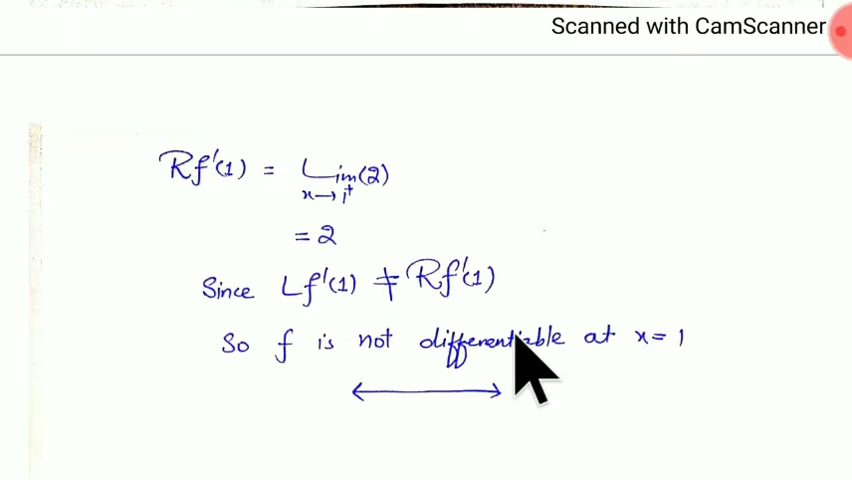 Scanned with CamScanner
Rf'(1) = Lim(2)
x→1⁺
= 2
Since Lf'(1) ≠ Rf'(1)
So f is not differentiable at x = 1